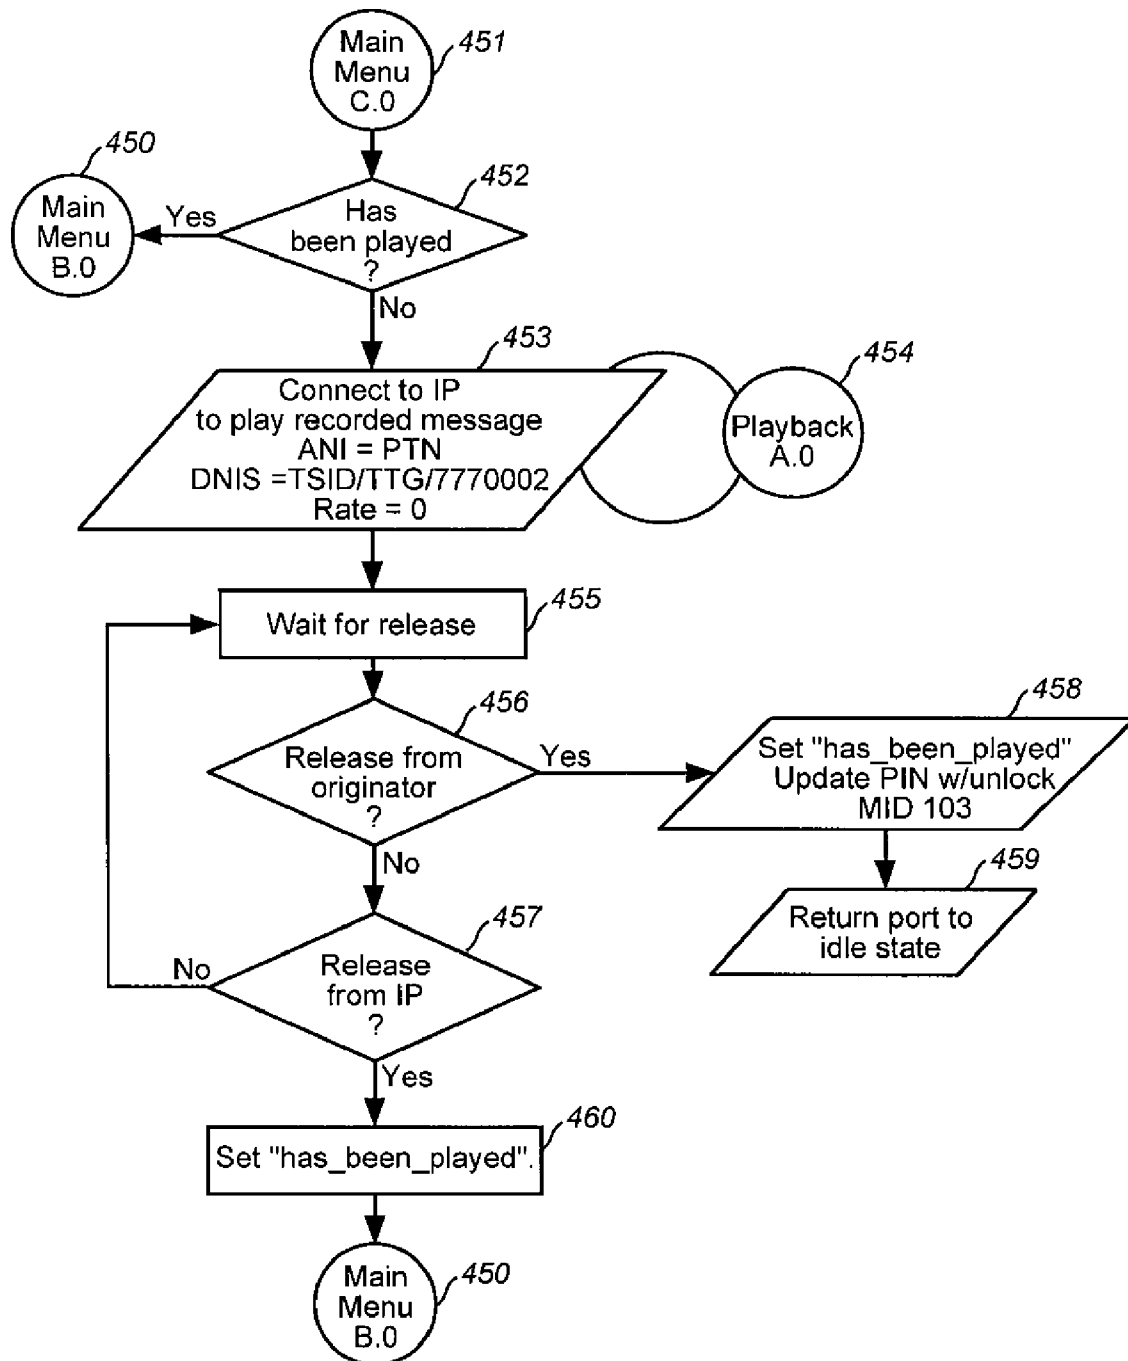 Main
Menu
C.0
451
450
Main
Menu
B.0
Yes
452
Has
been played
?
No
453
Connect to IP
to play recorded message
ANI = PTN
DNIS =TSID/TTG/7770002
Rate = 0
454
Playback
A.0
Wait for release
455
456
Release from
originator
?
Yes
458
Set "has_been_played"
Update PIN w/unlock
MID 103
No
459
Return port to
idle state
457
No
Release
from IP
?
Yes
460
Set "has_been_played".
Main
Menu
B.0
450